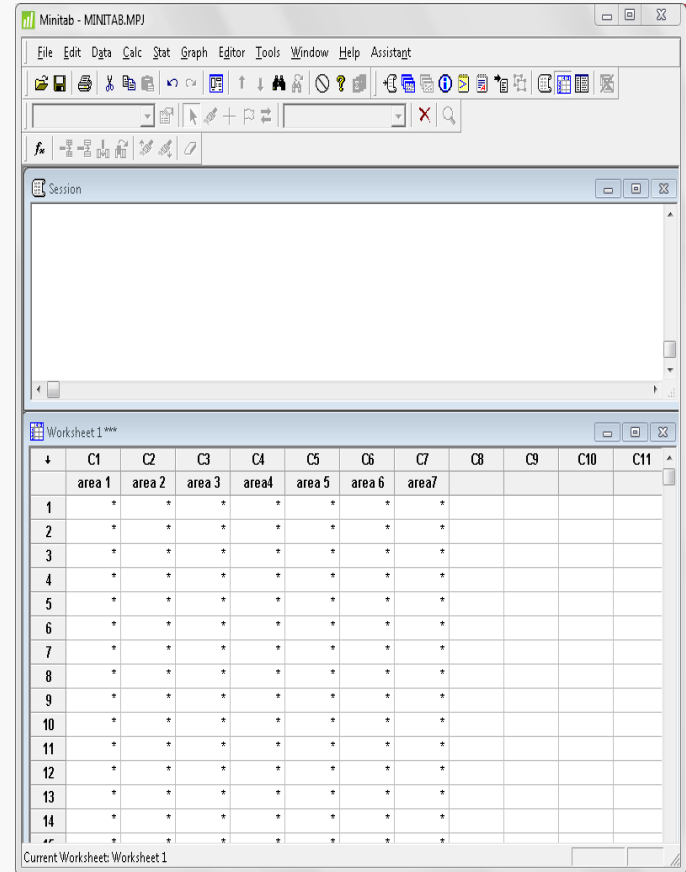 Minitab - MINITAB.MPJ
File Edit Data Calc Stat Graph Editor Tools Window Help Assistant
Session
Worksheet 1 ***
↓ C1 C2 C3 C4 C5 C6 C7 C8 C9 C10 C11
area 1 area 2 area 3 area4 area 5 area 6 area7
1 * * * * * * *
2 * * * * * * *
3 * * * * * * *
4 * * * * * * *
5 * * * * * * *
6 * * * * * * *
7 * * * * * * *
8 * * * * * * *
9 * * * * * * *
10 * * * * * * *
11 * * * * * * *
12 * * * * * * *
13 * * * * * * *
14 * * * * * * *
Current Worksheet: Worksheet 1